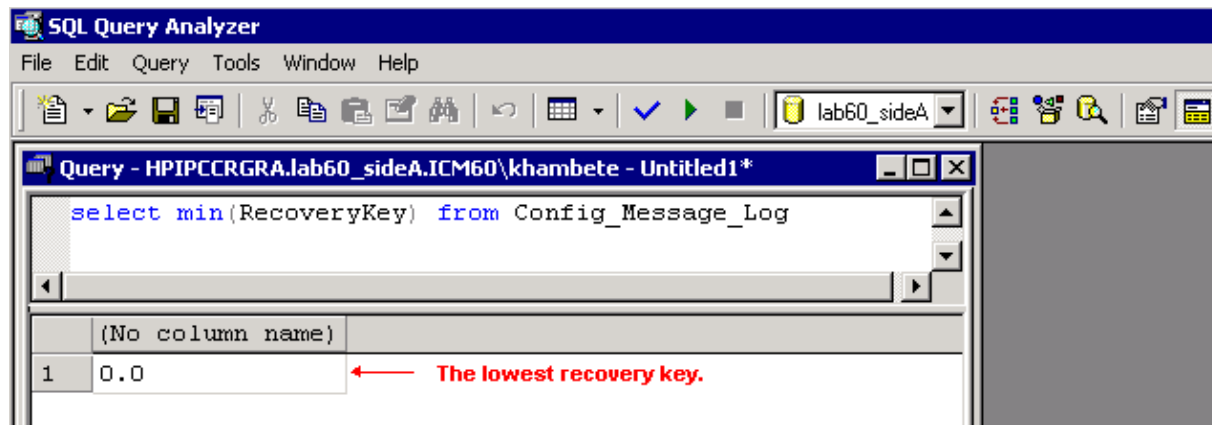 SQL Query Analyzer
File Edit Query Tools Window Help
lab60_sideA
Query - HPIPCCRGRA.lab60_sideA.ICM60\khambete - Untitled1*
select min(RecoveryKey) from Config_Message_Log
(No column name)
1 0.0 The lowest recovery key.